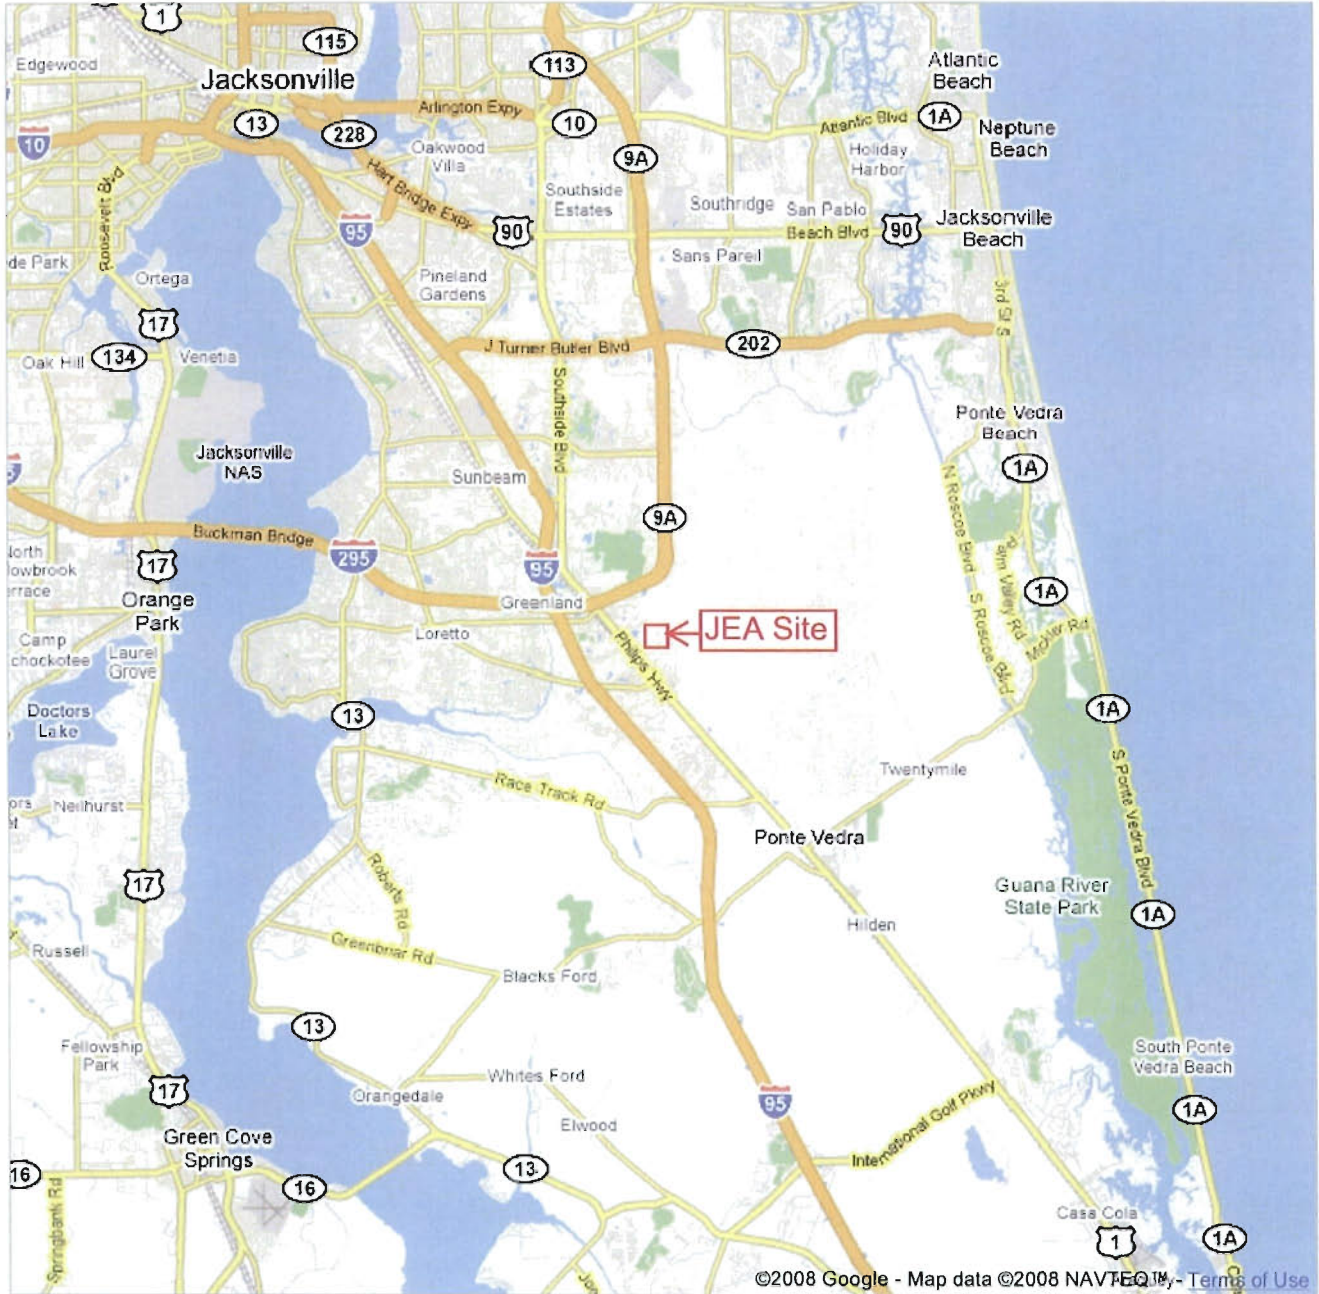 1
115
Edgewood
Jacksonville
113
Atlantic
Beach
Arlington Expy
13
228
10
Atlantic Blvd
1A
Neptune
Beach
10
Oakwood
Villa
9A
Holiday
Harbor
Hart Bridge Expy
Roosevelt Blvd
Southside
Estates
Southridge
San Pablo
95
90
Beach Blvd
90
Jacksonville
Beach
de Park
Sans Pareil
Ortega
Pineland
Gardens
3rd St S
17
Oak Hill
134
Venetia
J Turner Butler Blvd
202
Southside Blvd
Ponte Vedra
Beach
Jacksonville
NAS
Sunbeam
1A
N Roscoe Blvd
9A
Buckman Bridge
295
95
17
Palm Valley Rd
1A
Orange
Park
Greenland
S Roscoe Blvd
Mickler Rd
Loretto
JEA Site
Camp
Laurel
Grove
Philips Hwy
Doctors
Lake
13
1A
Twentymile
S Ponte Vedra Blvd
Race Track Rd
Neilhurst
Ponte Vedra
Roberts Rd
17
Guana River
State Park
1A
Hilden
Greenbriar Rd
Russell
Blacks Ford
13
Fellowship
Park
South Ponte
Vedra Beach
Whites Ford
17
Orangedale
95
International Golf Pkwy
1A
Elwood
Green Cove
Springs
16
13
16
Springbank Rd
Casa Cola
1
1A
©2008 Google - Map data ©2008 NAVTEQ™ - Terms of Use